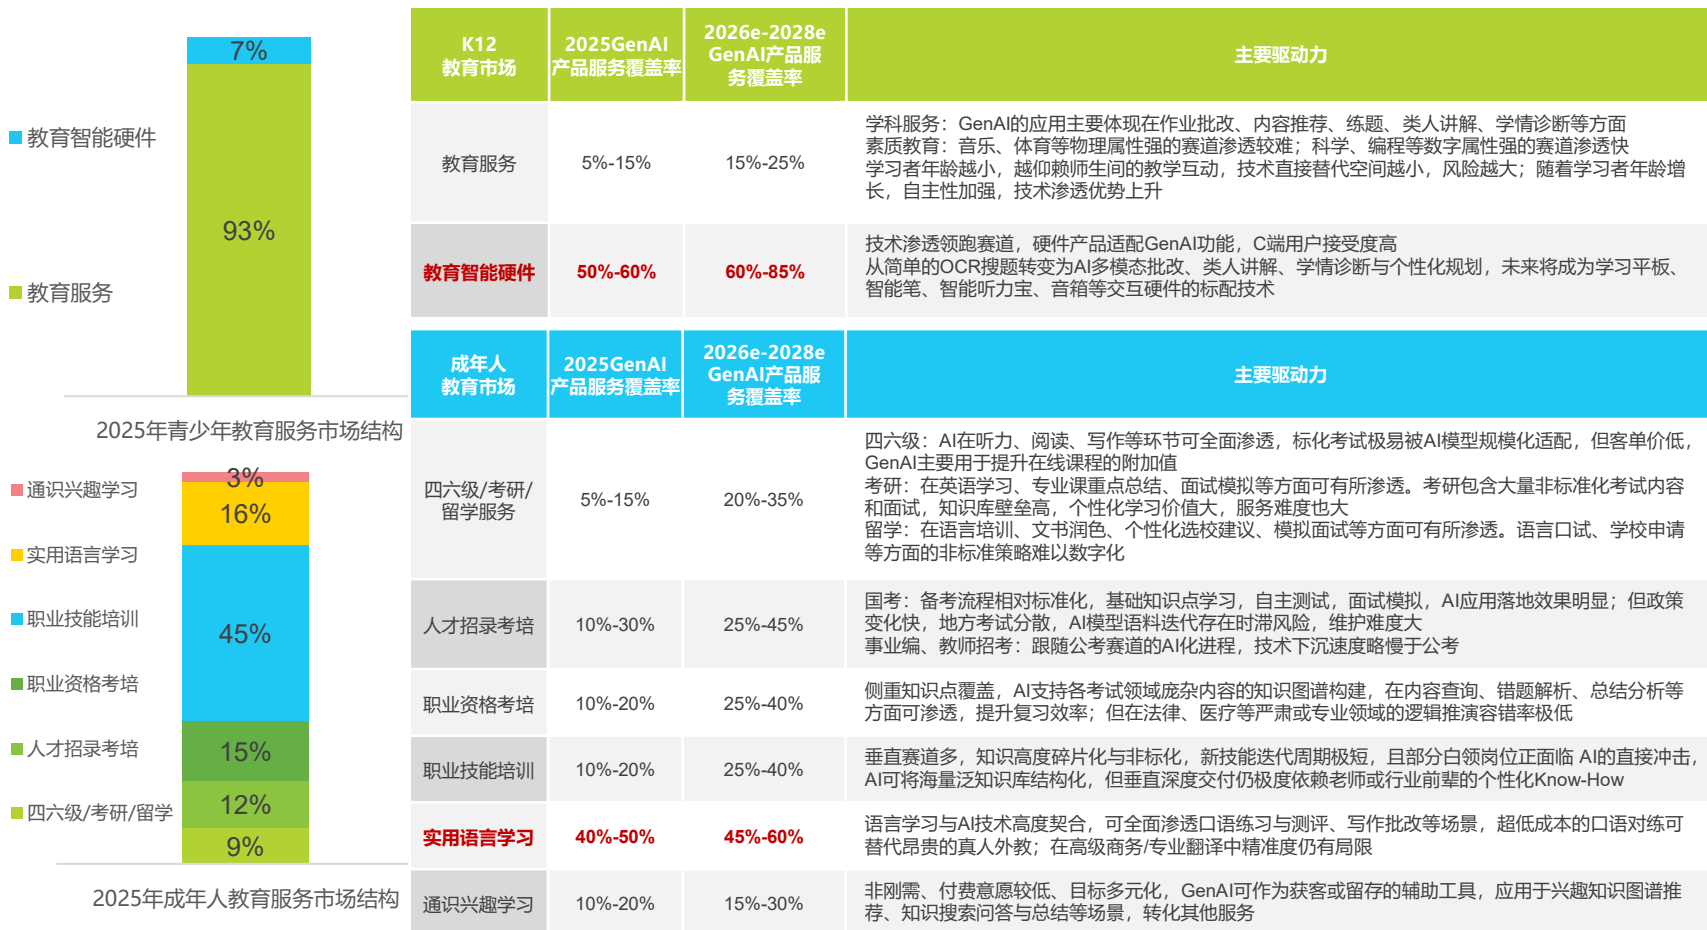 7%
教育智能硬件
93%
教育服务
2025年青少年教育服务市场结构
3%
通识兴趣学习
16%
实用语言学习
职业技能培训
45%
职业资格考培
15%
人才招录考培
12%
四六级/考研/留学
9%
2025年成年人教育服务市场结构
K12
教育市场
2025GenAI
产品服务覆盖率
2026e-2028e
GenAI产品服
务覆盖率
主要驱动力
教育服务
5%-15%
15%-25%
学科服务：GenAI的应用主要体现在作业批改、内容推荐、练题、类人讲解、学情诊断等方面
素质教育：音乐、体育等物理属性强的赛道渗透较难；科学、编程等数字属性强的赛道渗透快
学习者年龄越小，越仰赖师生间的教学互动，技术直接替代空间越小，风险越大；随着学习者年龄增
长，自主性加强，技术渗透优势上升
教育智能硬件
50%-60%
60%-85%
技术渗透领跑赛道，硬件产品适配GenAI功能，C端用户接受度高
从简单的OCR搜题转变为AI多模态批改、类人讲解、学情诊断与个性化规划，未来将成为学习平板、
智能笔、智能听力宝、音箱等交互硬件的标配技术
成年人
教育市场
2025GenAI
产品服务覆盖率
2026e-2028e
GenAI产品服
务覆盖率
主要驱动力
四六级/考研/
留学服务
5%-15%
20%-35%
四六级：AI在听力、阅读、写作等环节可全面渗透，标化考试极易被AI模型规模化适配，但客单价低，
GenAI主要用于提升在线课程的附加值
考研：在英语学习、专业课重点总结、面试模拟等方面可有所渗透。考研包含大量非标准化考试内容
和面试，知识库壁垒高，个性化学习价值大，服务难度也大
留学：在语言培训、文书润色、个性化选校建议、模拟面试等方面可有所渗透。语言口试、学校申请
等方面的非标准策略难以数字化
人才招录考培
10%-30%
25%-45%
国考：备考流程相对标准化，基础知识点学习，自主测试，面试模拟，AI应用落地效果明显；但政策
变化快，地方考试分散，AI模型语料迭代存在时滞风险，维护难度大
事业编、教师招考：跟随公考赛道的AI化进程，技术下沉速度略慢于公考
职业资格考培
10%-20%
25%-40%
侧重知识点覆盖，AI支持各考试领域庞杂内容的知识图谱构建，在内容查询、错题解析、总结分析等
方面可渗透，提升复习效率；但在法律、医疗等严肃或专业领域的逻辑推演容错率极低
职业技能培训
10%-20%
25%-40%
垂直赛道多，知识高度碎片化与非标化，新技能迭代周期极短，且部分白领岗位正面临 AI的直接冲击，
AI可将海量泛知识库结构化，但垂直深度交付仍极度依赖老师或行业前辈的个性化Know-How
实用语言学习
40%-50%
45%-60%
语言学习与AI技术高度契合，可全面渗透口语练习与测评、写作批改等场景，超低成本的口语对练可
替代昂贵的真人外教；在高级商务/专业翻译中精准度仍有局限
通识兴趣学习
10%-20%
15%-30%
非刚需、付费意愿较低、目标多元化，GenAI可作为获客或留存的辅助工具，应用于兴趣知识图谱推
荐、知识搜索问答与总结等场景，转化其他服务